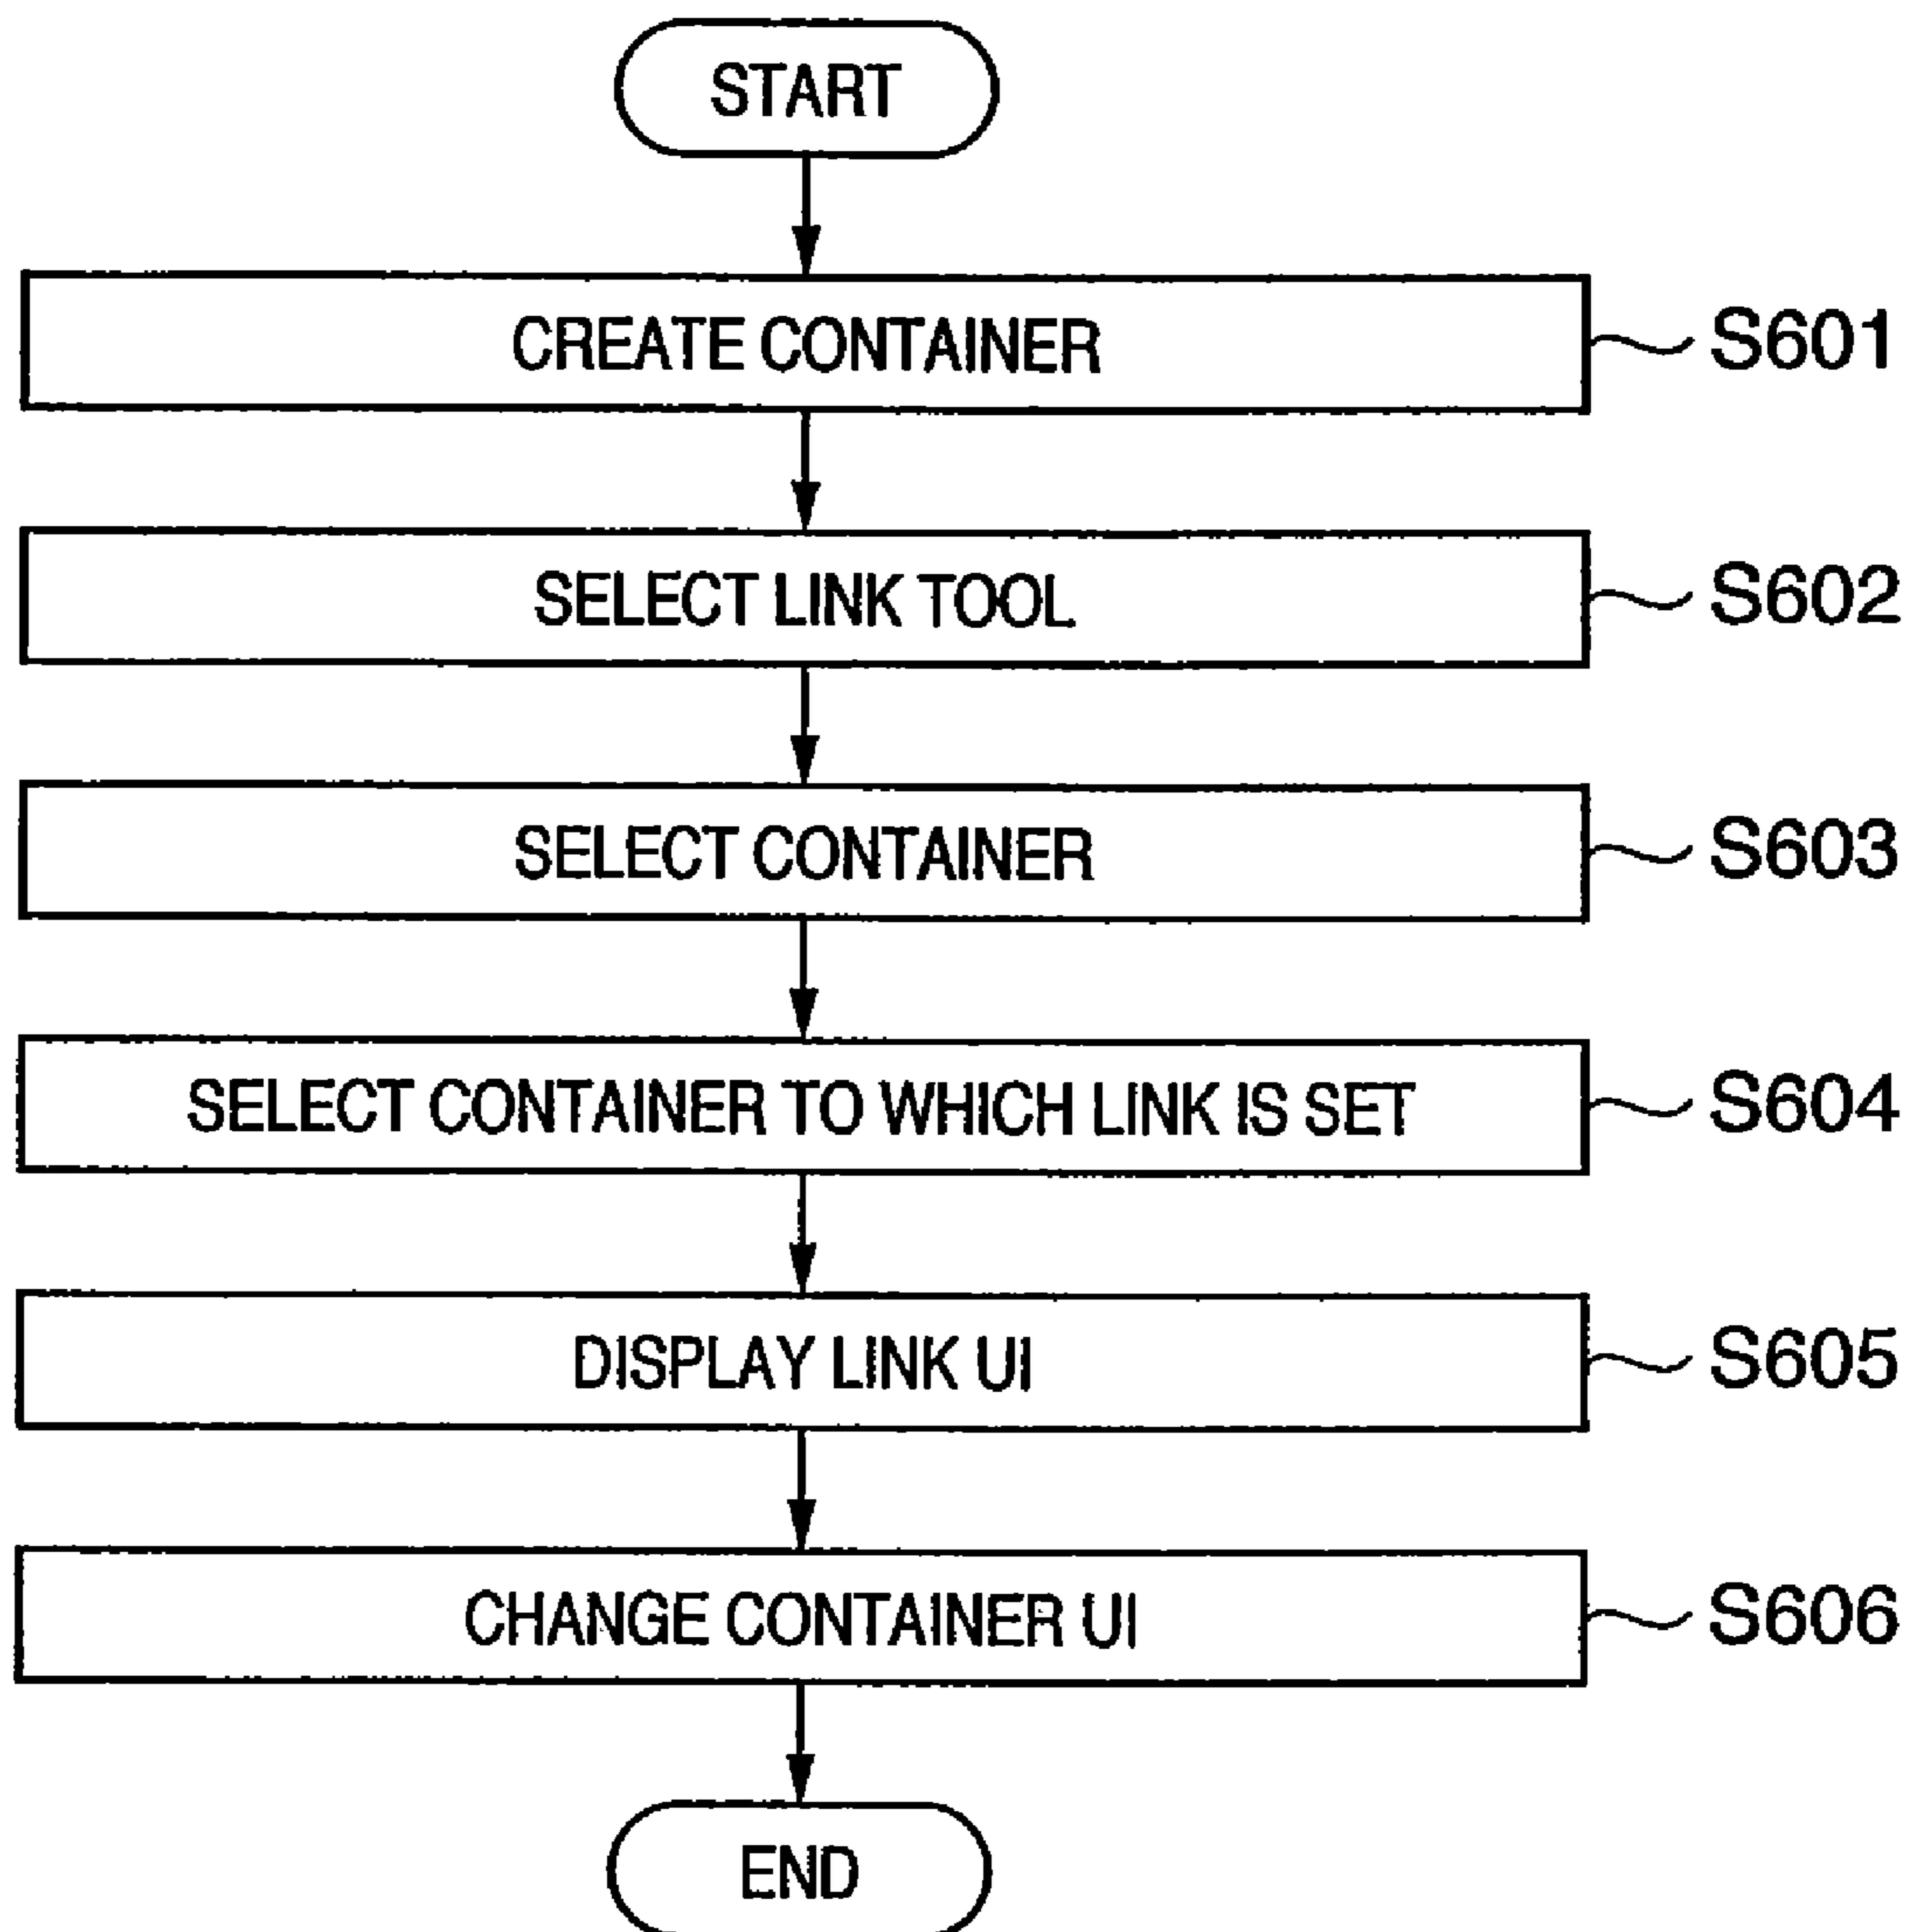 START
CREATE CONTAINER S601
SELECT LINK TOOL S602
SELECT CONTAINER S603
SELECT CONTAINER TO WHICH LINK IS SET S604
DISPLAY LINK UI S605
CHANGE CONTAINER UI S606
END